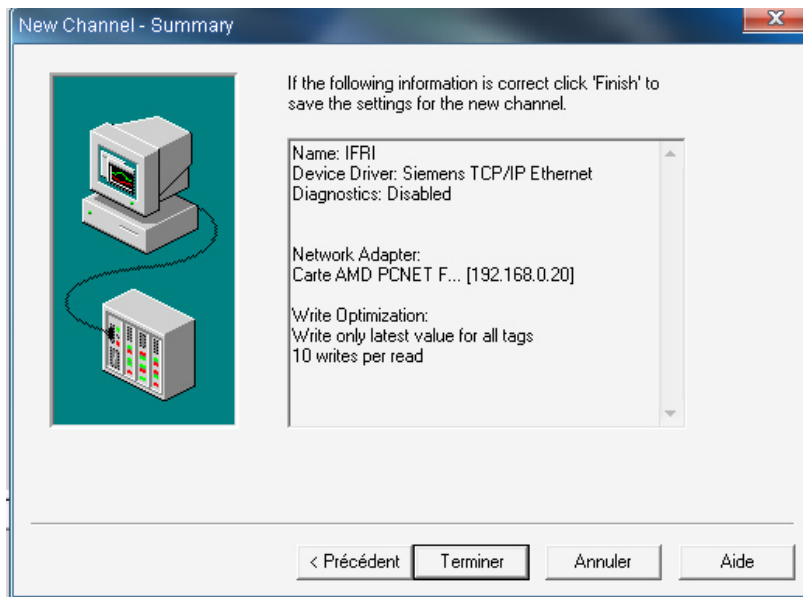 New Channel - Summary
If the following information is correct click 'Finish' to
save the settings for the new channel.
Name: IFRI
Device Driver: Siemens TCP/IP Ethernet
Diagnostics: Disabled
Network Adapter:
Carte AMD PCNET F... [192.168.0.20]
Write Optimization:
Write only latest value for all tags
10 writes per read
< Précédent
Terminer
Annuler
Aide